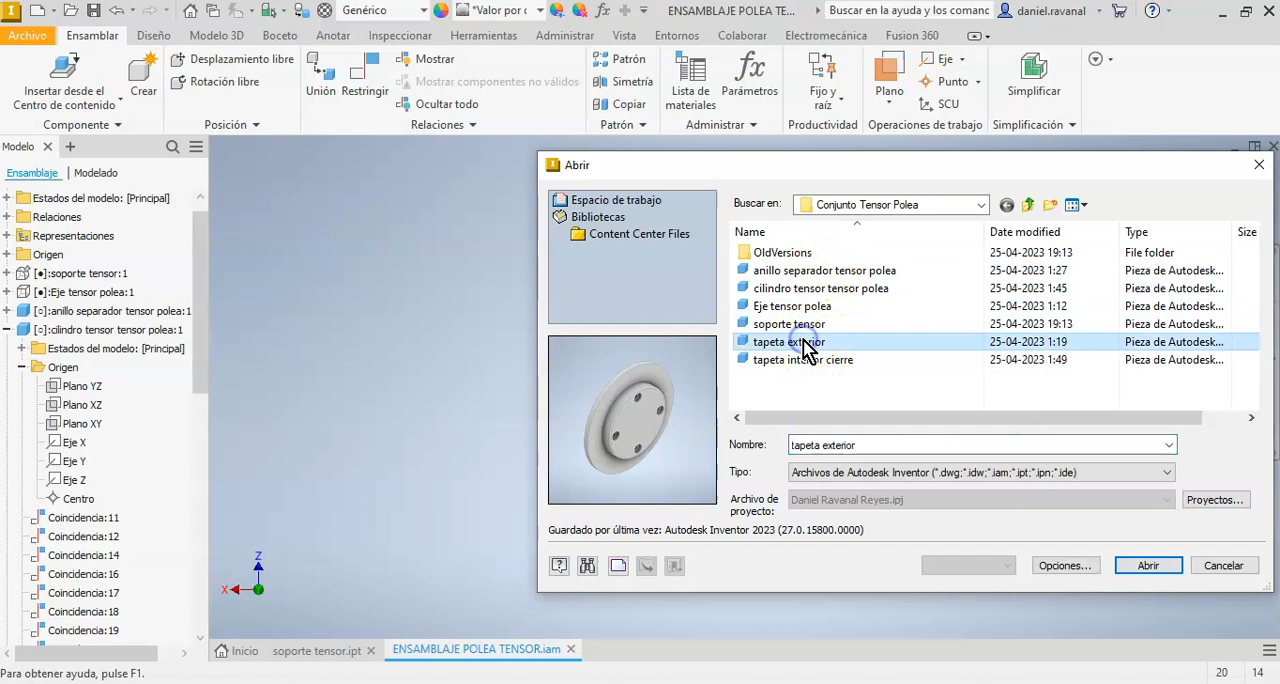 Genérico
*Valor por c
ENSAMBLAJE POLEA TE...
Buscar en la ayuda y los comanc
daniel.ravanal
Archivo
Ensamblar
Diseño
Modelo 3D
Boceto
Anotar
Inspeccionar
Herramientas
Administrar
Vista
Entornos
Colaborar
Electromecánica
Fusion 360
Insertar desde el
Centro de contenido
Crear
Componente
Desplazamiento libre
Rotación libre
Posición
Unión
Restringir
Mostrar
Mostrar componentes no válidos
Ocultar todo
Relaciones
Patrón
Simetría
Copiar
Patrón
Lista de
materiales
fx
Parámetros
Administrar
Fijo y
raíz
Productividad
Plano
Eje
Punto
SCU
Operaciones de trabajo
Simplificar
Simplificación
Modelo
Ensamblaje
Modelado
Estados del modelo: [Principal]
Relaciones
Representaciones
Origen
[●]:soporte tensor:1
[●]:Eje tensor polea:1
[○]:anillo separador tensor polea:1
[○]:cilindro tensor tensor polea:1
Estados del modelo: [Principal]
Origen
Plano YZ
Plano XZ
Plano XY
Eje X
Eje Y
Eje Z
Centro
Coincidencia:11
Coincidencia:12
Coincidencia:14
Coincidencia:16
Coincidencia:17
Coincidencia:18
Coincidencia:19
Z
X
Abrir
Espacio de trabajo
Bibliotecas
Content Center Files
Buscar en:
Conjunto Tensor Polea
Name
Date modified
Type
Size
OldVersions
25-04-2023 19:13
File folder
anillo separador tensor polea
25-04-2023 1:27
Pieza de Autodesk...
cilindro tensor tensor polea
25-04-2023 1:45
Pieza de Autodesk...
Eje tensor polea
25-04-2023 1:12
Pieza de Autodesk...
soporte tensor
25-04-2023 19:13
Pieza de Autodesk...
tapeta exterior
25-04-2023 1:19
Pieza de Autodesk...
tapeta interior cierre
25-04-2023 1:49
Pieza de Autodesk...
Nombre:
tapeta exterior
Tipo:
Archivos de Autodesk Inventor (*.dwg;*.idw;*.iam;*.ipt;*.ipn;*.ide)
Archivo de
proyecto:
Daniel Ravanal Reyes.ipj
Proyectos...
Guardado por última vez: Autodesk Inventor 2023 (27.0.15800.0000)
Opciones...
Abrir
Cancelar
Inicio
soporte tensor.ipt
ENSAMBLAJE POLEA TENSOR.iam
Para obtener ayuda, pulse F1.
20
14